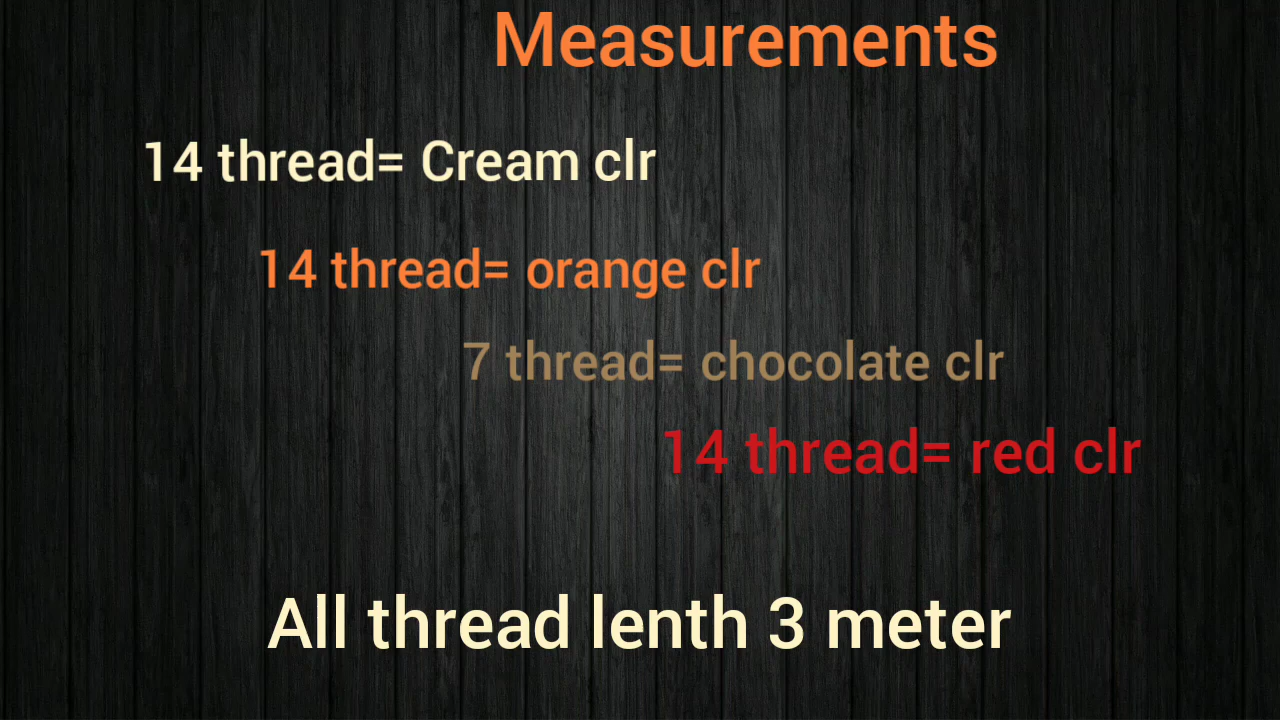 Measurements
14 thread= Cream clr
14 thread= orange clr
7 thread= chocolate clr
14 thread= red clr
All thread lenth 3 meter